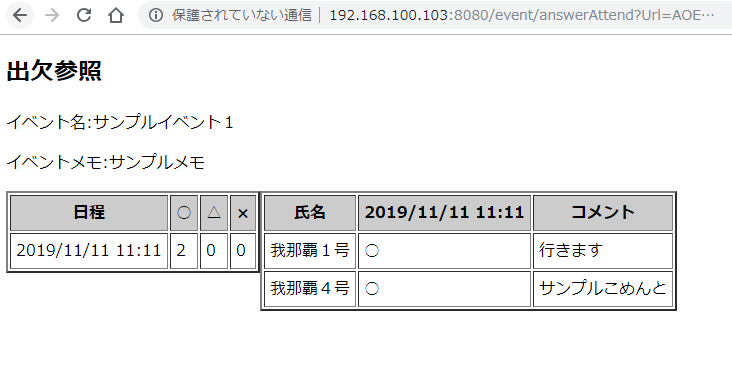 保護されていない通信 192.168.100.103:8080/event/answerAttend?Url=AOE…
出欠参照
イベント名:サンプルイベント１
イベントメモ:サンプルメモ
日程 ○ △ ×
2019/11/11 11:11 2 0 0
氏名 2019/11/11 11:11 コメント
我那覇１号 ○ 行きます
我那覇４号 ○ サンプルこめんと